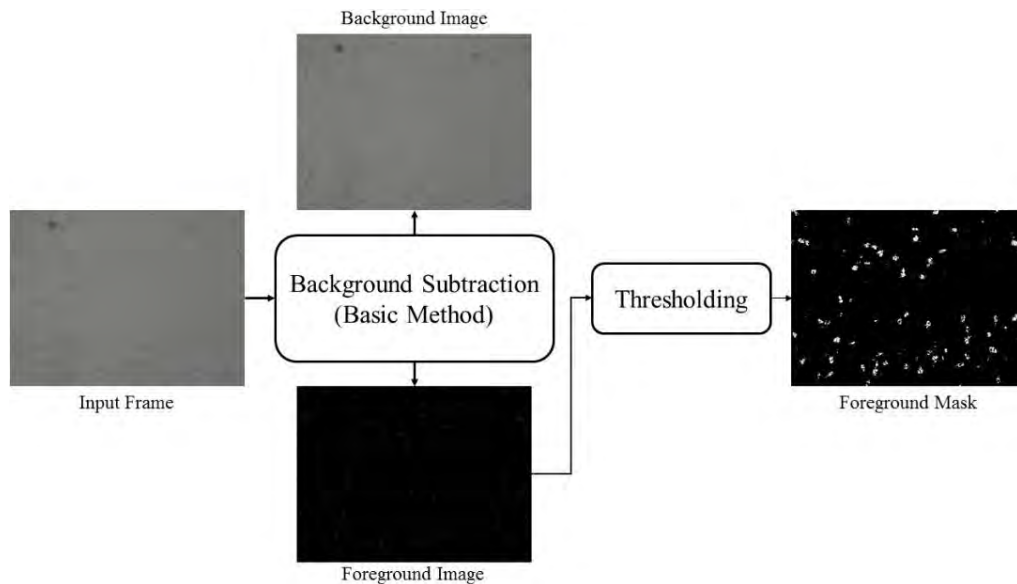 Background Image
Background Subtraction
(Basic Method)
Thresholding
Input Frame
Foreground Mask
Foreground Image